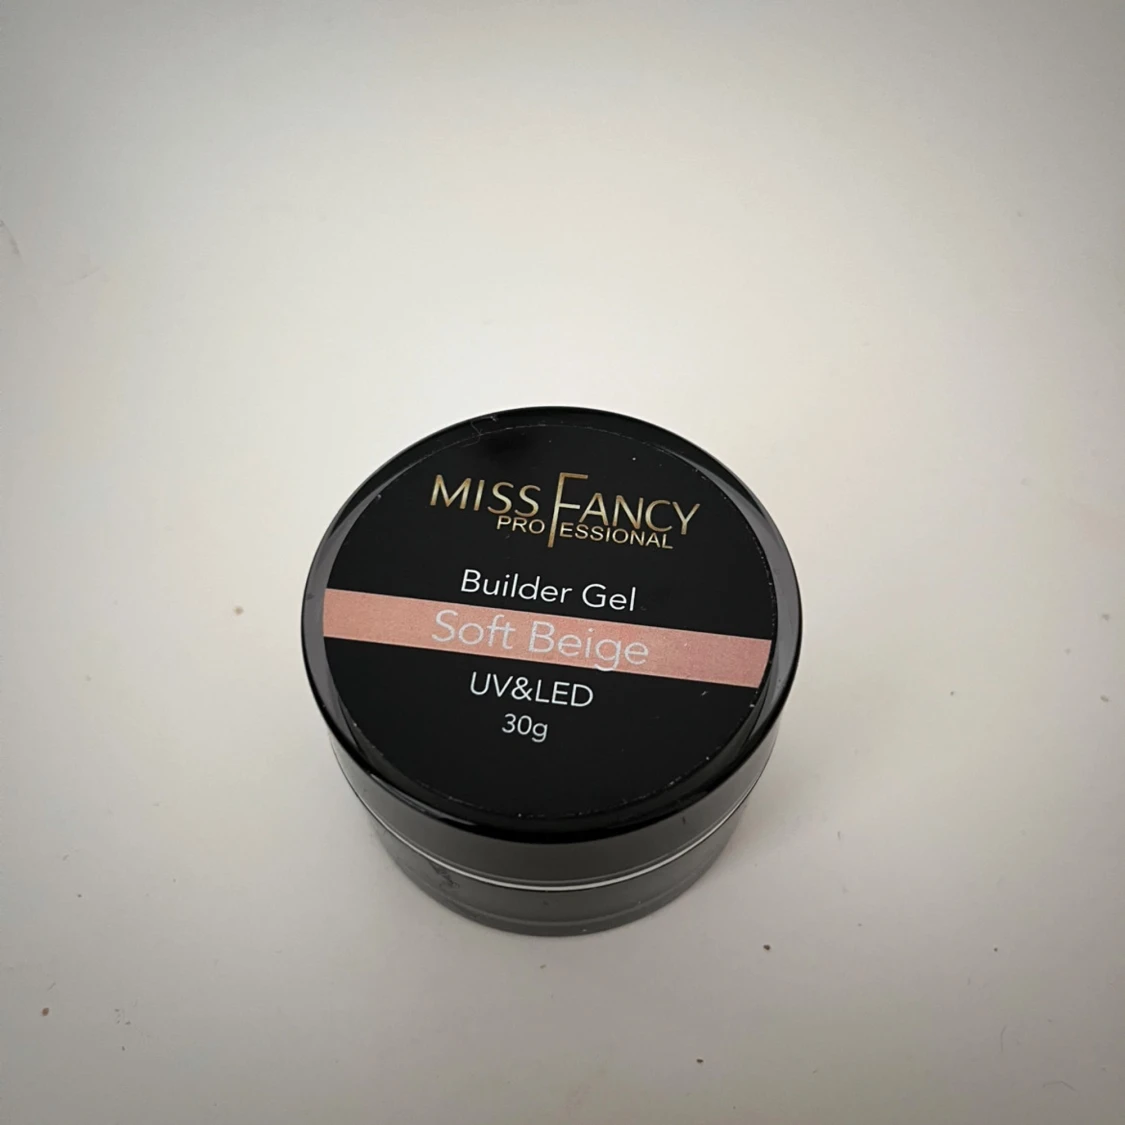 MISS FANCY
PROFESSIONAL
Builder Gel
Soft Beige
UV&LED
30g